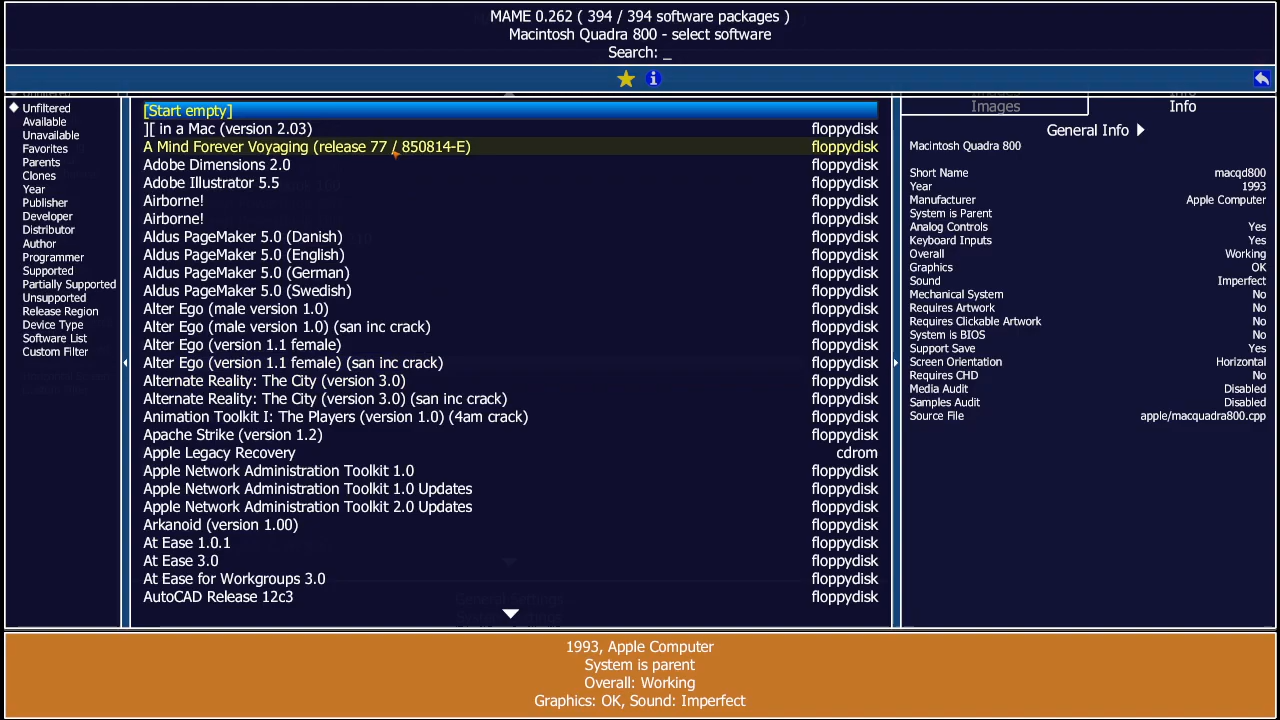 MAME 0.262 ( 394 / 394 software packages )
Macintosh Quadra 800 - select software
Search: _
Unfiltered
Available
Unavailable
Favorites
Parents
Clones
Year
Publisher
Developer
Distributor
Author
Programmer
Supported
Partially Supported
Unsupported
Release Region
Device Type
Software List
Custom Filter
[Start empty]
][ in a Mac (version 2.03) floppydisk
A Mind Forever Voyaging (release 77 / 850814-E) floppydisk
Adobe Dimensions 2.0 floppydisk
Adobe Illustrator 5.5 floppydisk
Airborne! floppydisk
Airborne! floppydisk
Aldus PageMaker 5.0 (Danish) floppydisk
Aldus PageMaker 5.0 (English) floppydisk
Aldus PageMaker 5.0 (German) floppydisk
Aldus PageMaker 5.0 (Swedish) floppydisk
Alter Ego (male version 1.0) floppydisk
Alter Ego (male version 1.0) (san inc crack) floppydisk
Alter Ego (version 1.1 female) floppydisk
Alter Ego (version 1.1 female) (san inc crack) floppydisk
Alternate Reality: The City (version 3.0) floppydisk
Alternate Reality: The City (version 3.0) (san inc crack) floppydisk
Animation Toolkit I: The Players (version 1.0) (4am crack) floppydisk
Apache Strike (version 1.2) floppydisk
Apple Legacy Recovery cdrom
Apple Network Administration Toolkit 1.0 floppydisk
Apple Network Administration Toolkit 1.0 Updates floppydisk
Apple Network Administration Toolkit 2.0 Updates floppydisk
Arkanoid (version 1.00) floppydisk
At Ease 1.0.1 floppydisk
At Ease 3.0 floppydisk
At Ease for Workgroups 3.0 floppydisk
AutoCAD Release 12c3 floppydisk
Images Info
General Info
Macintosh Quadra 800
Short Name macqd800
Year 1993
Manufacturer Apple Computer
System is Parent
Analog Controls Yes
Keyboard Inputs Yes
Overall Working
Graphics OK
Sound Imperfect
Mechanical System No
Requires Artwork No
Requires Clickable Artwork No
System is BIOS No
Support Save Yes
Screen Orientation Horizontal
Requires CHD No
Media Audit Disabled
Samples Audit Disabled
Source File apple/macquadra800.cpp
1993, Apple Computer
System is parent
Overall: Working
Graphics: OK, Sound: Imperfect